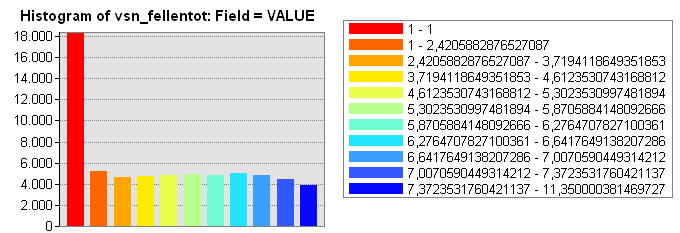 Histogram of vsn_fellentot: Field = VALUE
18.000
16.000
14.000
12.000
10.000
8.000
6.000
4.000
2.000
0
1 - 1
1 - 2,4205882876527087
2,4205882876527087 - 3,7194118649351853
3,7194118649351853 - 4,6123530743168812
4,6123530743168812 - 5,3023530997481894
5,3023530997481894 - 5,8705884148092666
5,8705884148092666 - 6,2764707827100361
6,2764707827100361 - 6,6417649138207286
6,6417649138207286 - 7,0070590449314212
7,0070590449314212 - 7,3723531760421137
7,3723531760421137 - 11,350000381469727